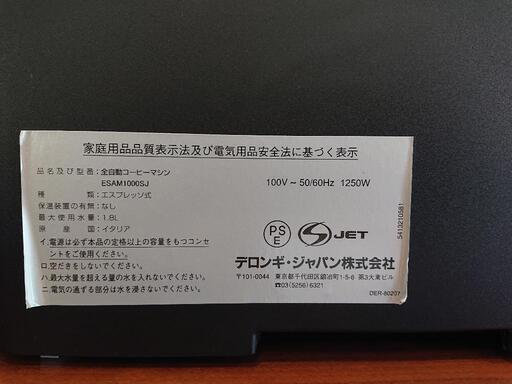 家庭用品品質表示法及び電気用品安全法に基づく表示
品名及び型番：全自動コーヒーマシン
ESAM1000SJ
種　　　類：エスプレッソ式
保温装置の有無：なし
最大使用水量：1.8L
原　産　国：イタリア
100V～50/60Hz 1250W
イ.電源は必ず本品の定格以上の容量をもつコンセ
ントをご使用ください。
ロ.空だきをしないでください。
ハ.最大水量を超える量の水を入れないでください。
ニ.電気の通ずる部分は水を浸さないでください。
PS
E
S JET
デロンギ・ジャパン株式会社
〒101-0044 東京都千代田区鍛冶町1-5-6 第3大東ビル
☎03(5256)6321
DER-80207
5413210581